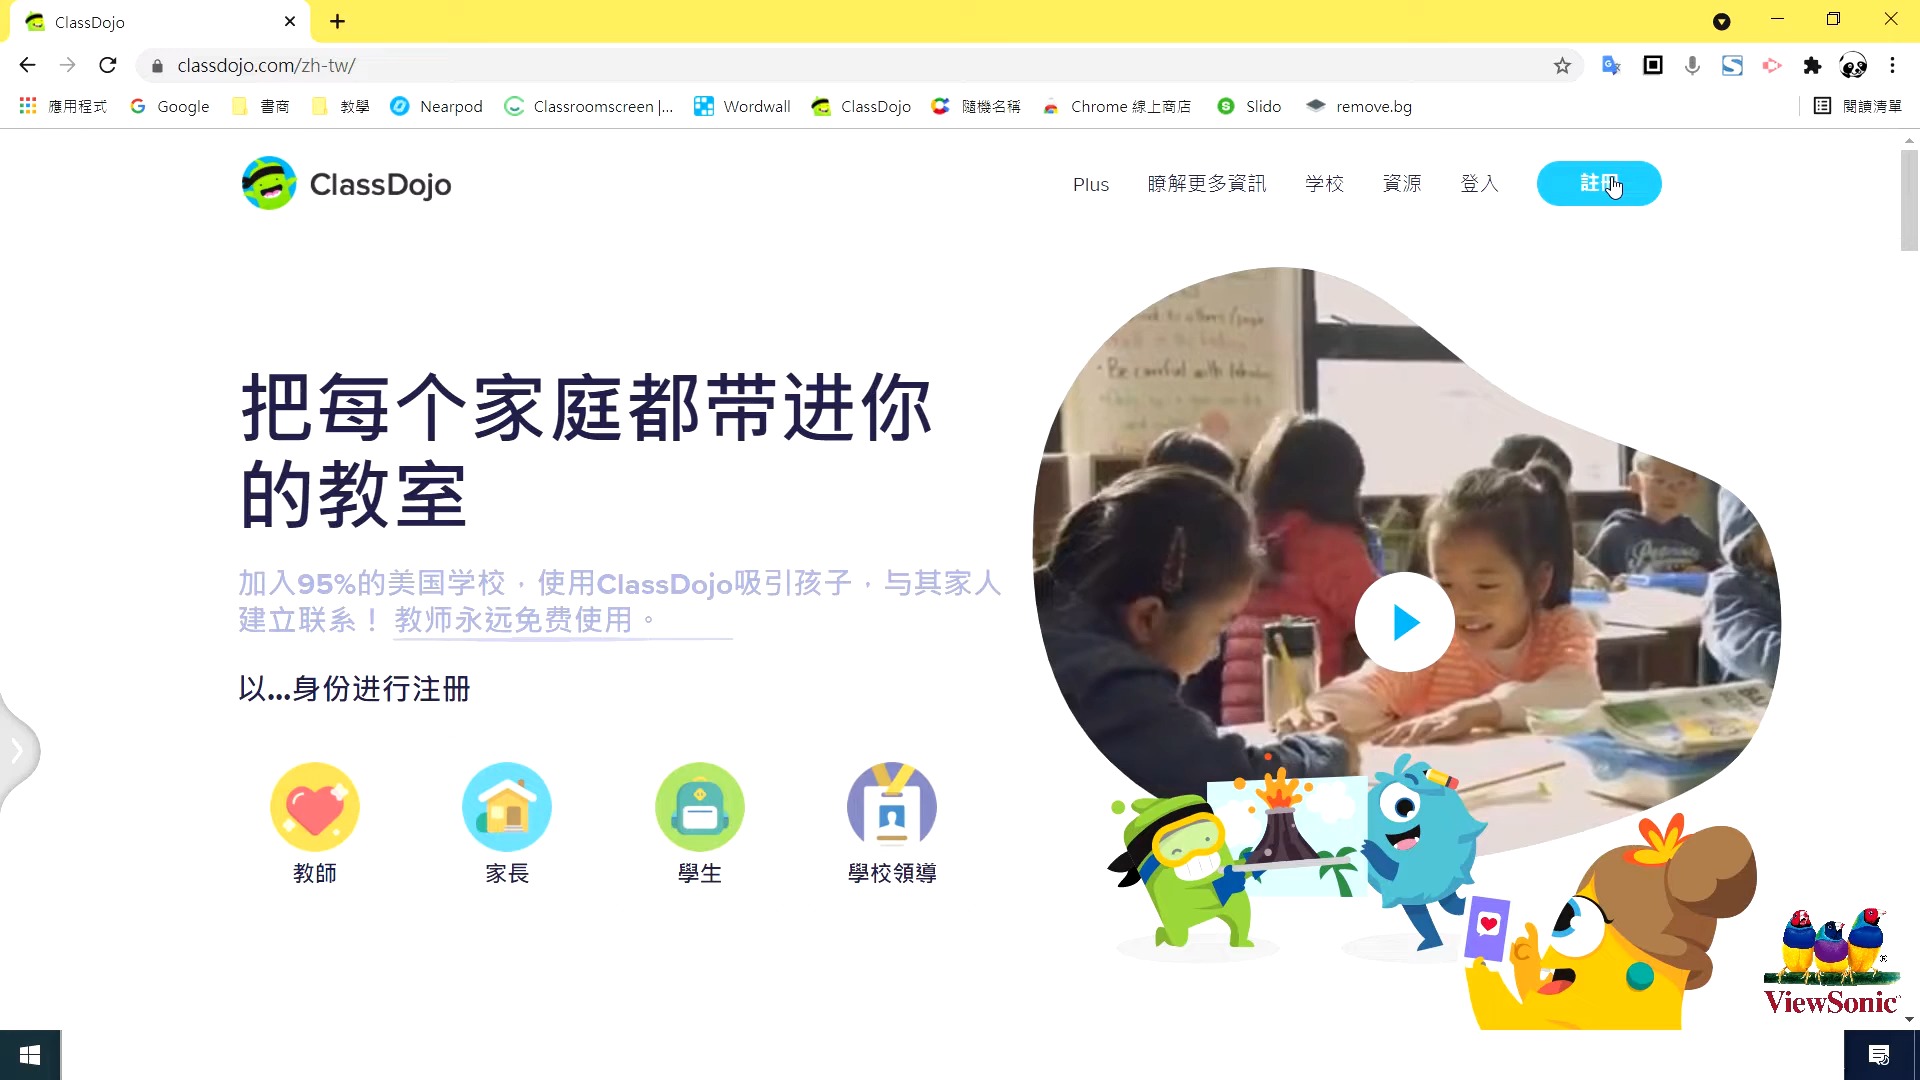 ClassDojo
classdojo.com/zh-tw/
應用程式
Google
書商
教學
Nearpod
Classroomscreen |...
Wordwall
ClassDojo
隨機名稱
Chrome 線上商店
Slido
remove.bg
閱讀清單
ClassDojo
Plus
瞭解更多資訊
学校
資源
登入
註冊
把每个家庭都带进你
的教室
加入95%的美国学校，使用ClassDojo吸引孩子，与其家人
建立联系！ 教师永远免费使用。
以...身份进行注册
教師
家長
學生
學校領導
ViewSonic